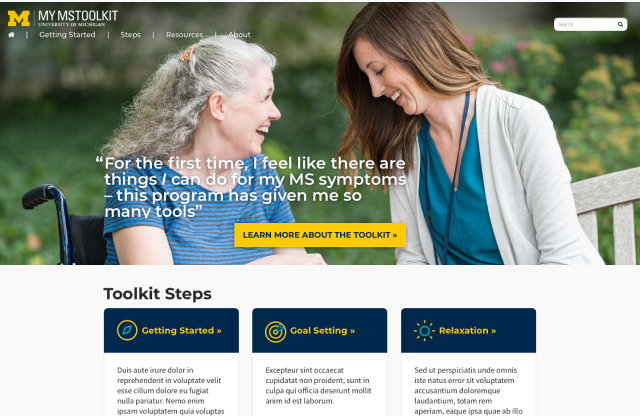 M
MY MSTOOLKIT
UNIVERSITY OF MICHIGAN
Search
| Getting Started | Steps | Resources | About
“For the first time, I feel like there are
things I can do for my MS symptoms
– this program has given me so
many tools”
LEARN MORE ABOUT THE TOOLKIT »
Toolkit Steps
Getting Started »
Duis aute irure dolor in
reprehenderit in voluptate velit
esse cillum dolore eu fugiat
nulla pariatur. Nemo enim
ipsam voluptatem quia voluptas
Goal Setting »
Excepteur sint occaecat
cupidatat non proident, sunt in
culpa qui officia deserunt mollit
anim id est laborum.
Relaxation »
Sed ut perspiciatis unde omnis
iste natus error sit voluptatem
accusantium doloremque
laudantium, totam rem
aperiam, eaque ipsa quae ab illo